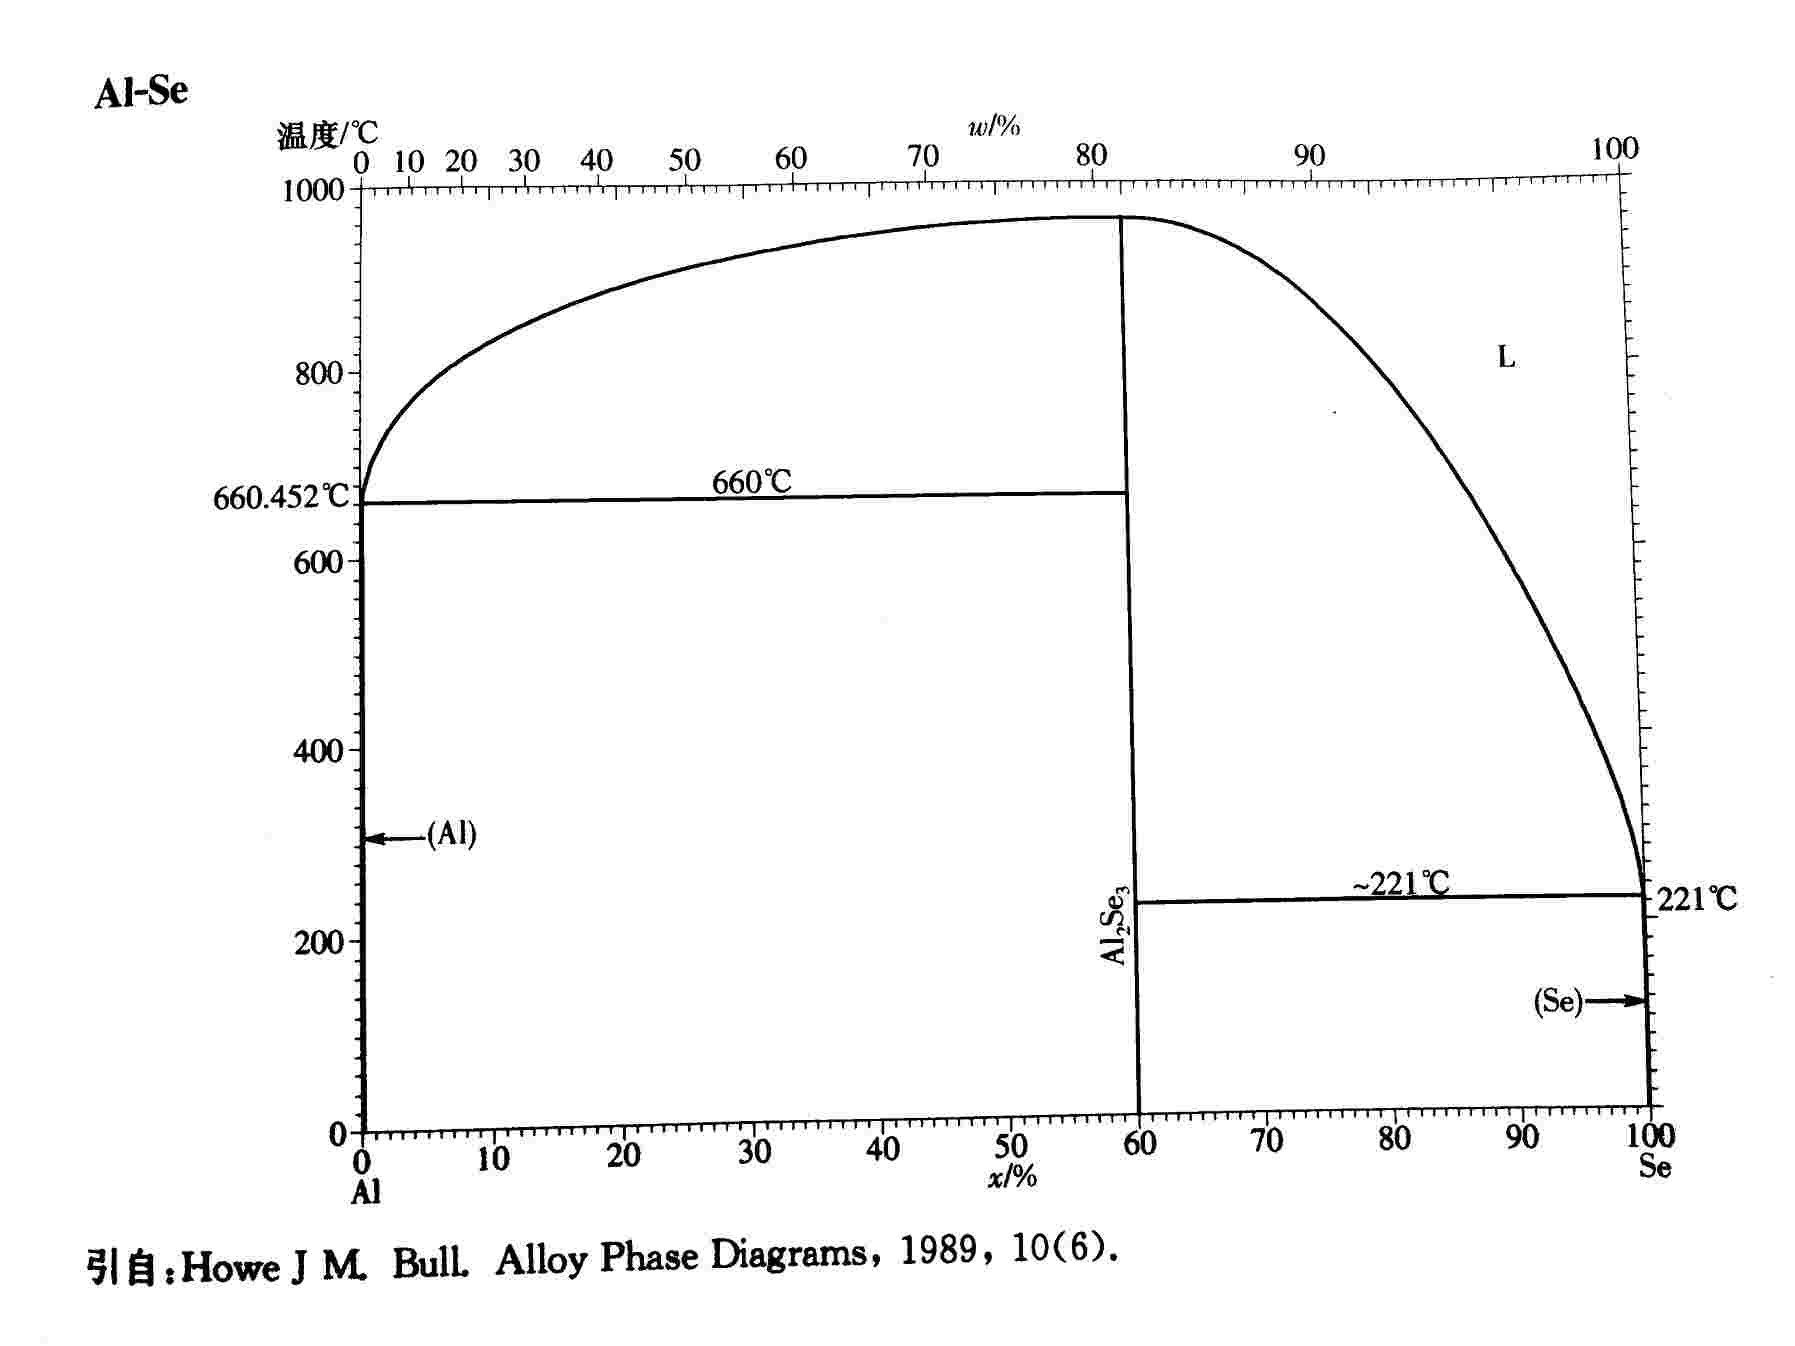 Al-Se
温度/℃
w/%
0 10 20 30 40 50 60 70 80 90 100
1000
800
660.452℃
600
400
200
0
L
660℃
(Al)
~221℃
221℃
Al₂Se₃
(Se)
0 10 20 30 40 50 60 70 80 90 100
Al
x/%
Se
引自:Howe J M. Bull. Alloy Phase Diagrams, 1989, 10(6).